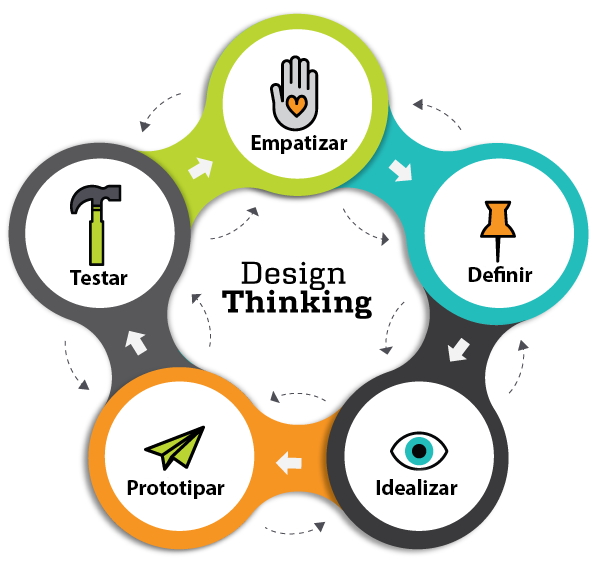 Empatizar
Definir
Idealizar
Prototipar
Testar
Design
Thinking